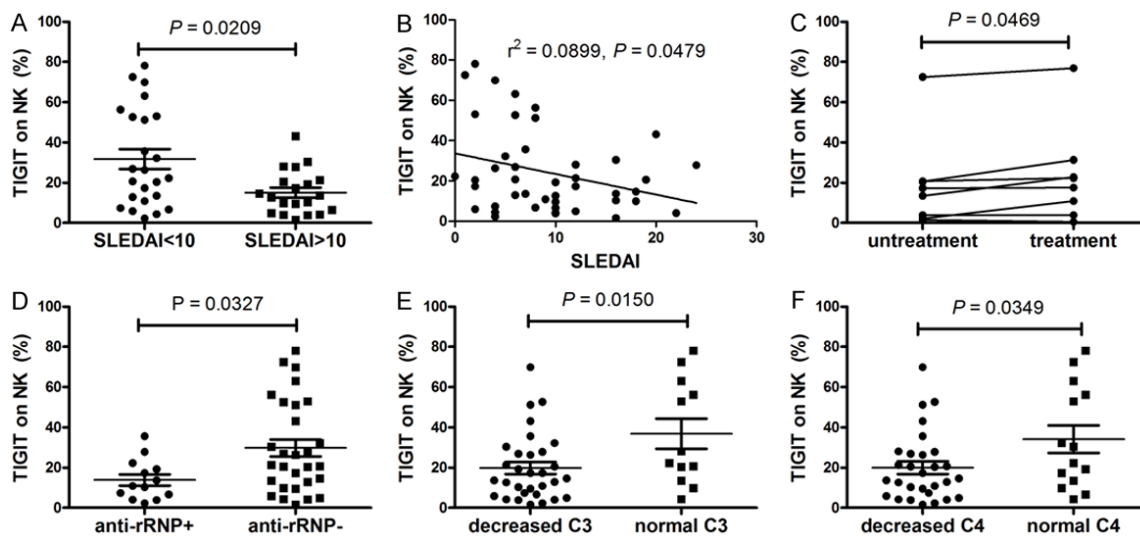 A
P = 0.0209
TIGIT on NK (%)
100
80
60
40
20
0
SLEDAI<10
SLEDAI>10
B
r² = 0.0899, P = 0.0479
TIGIT on NK (%)
100
80
60
40
20
0
0
10
20
30
SLEDAI
C
P = 0.0469
TIGIT on NK (%)
100
80
60
40
20
0
untreatment
treatment
D
P = 0.0327
TIGIT on NK (%)
100
80
60
40
20
0
anti-rRNP+
anti-rRNP-
E
P = 0.0150
TIGIT on NK (%)
100
80
60
40
20
0
decreased C3
normal C3
F
P = 0.0349
TIGIT on NK (%)
100
80
60
40
20
0
decreased C4
normal C4